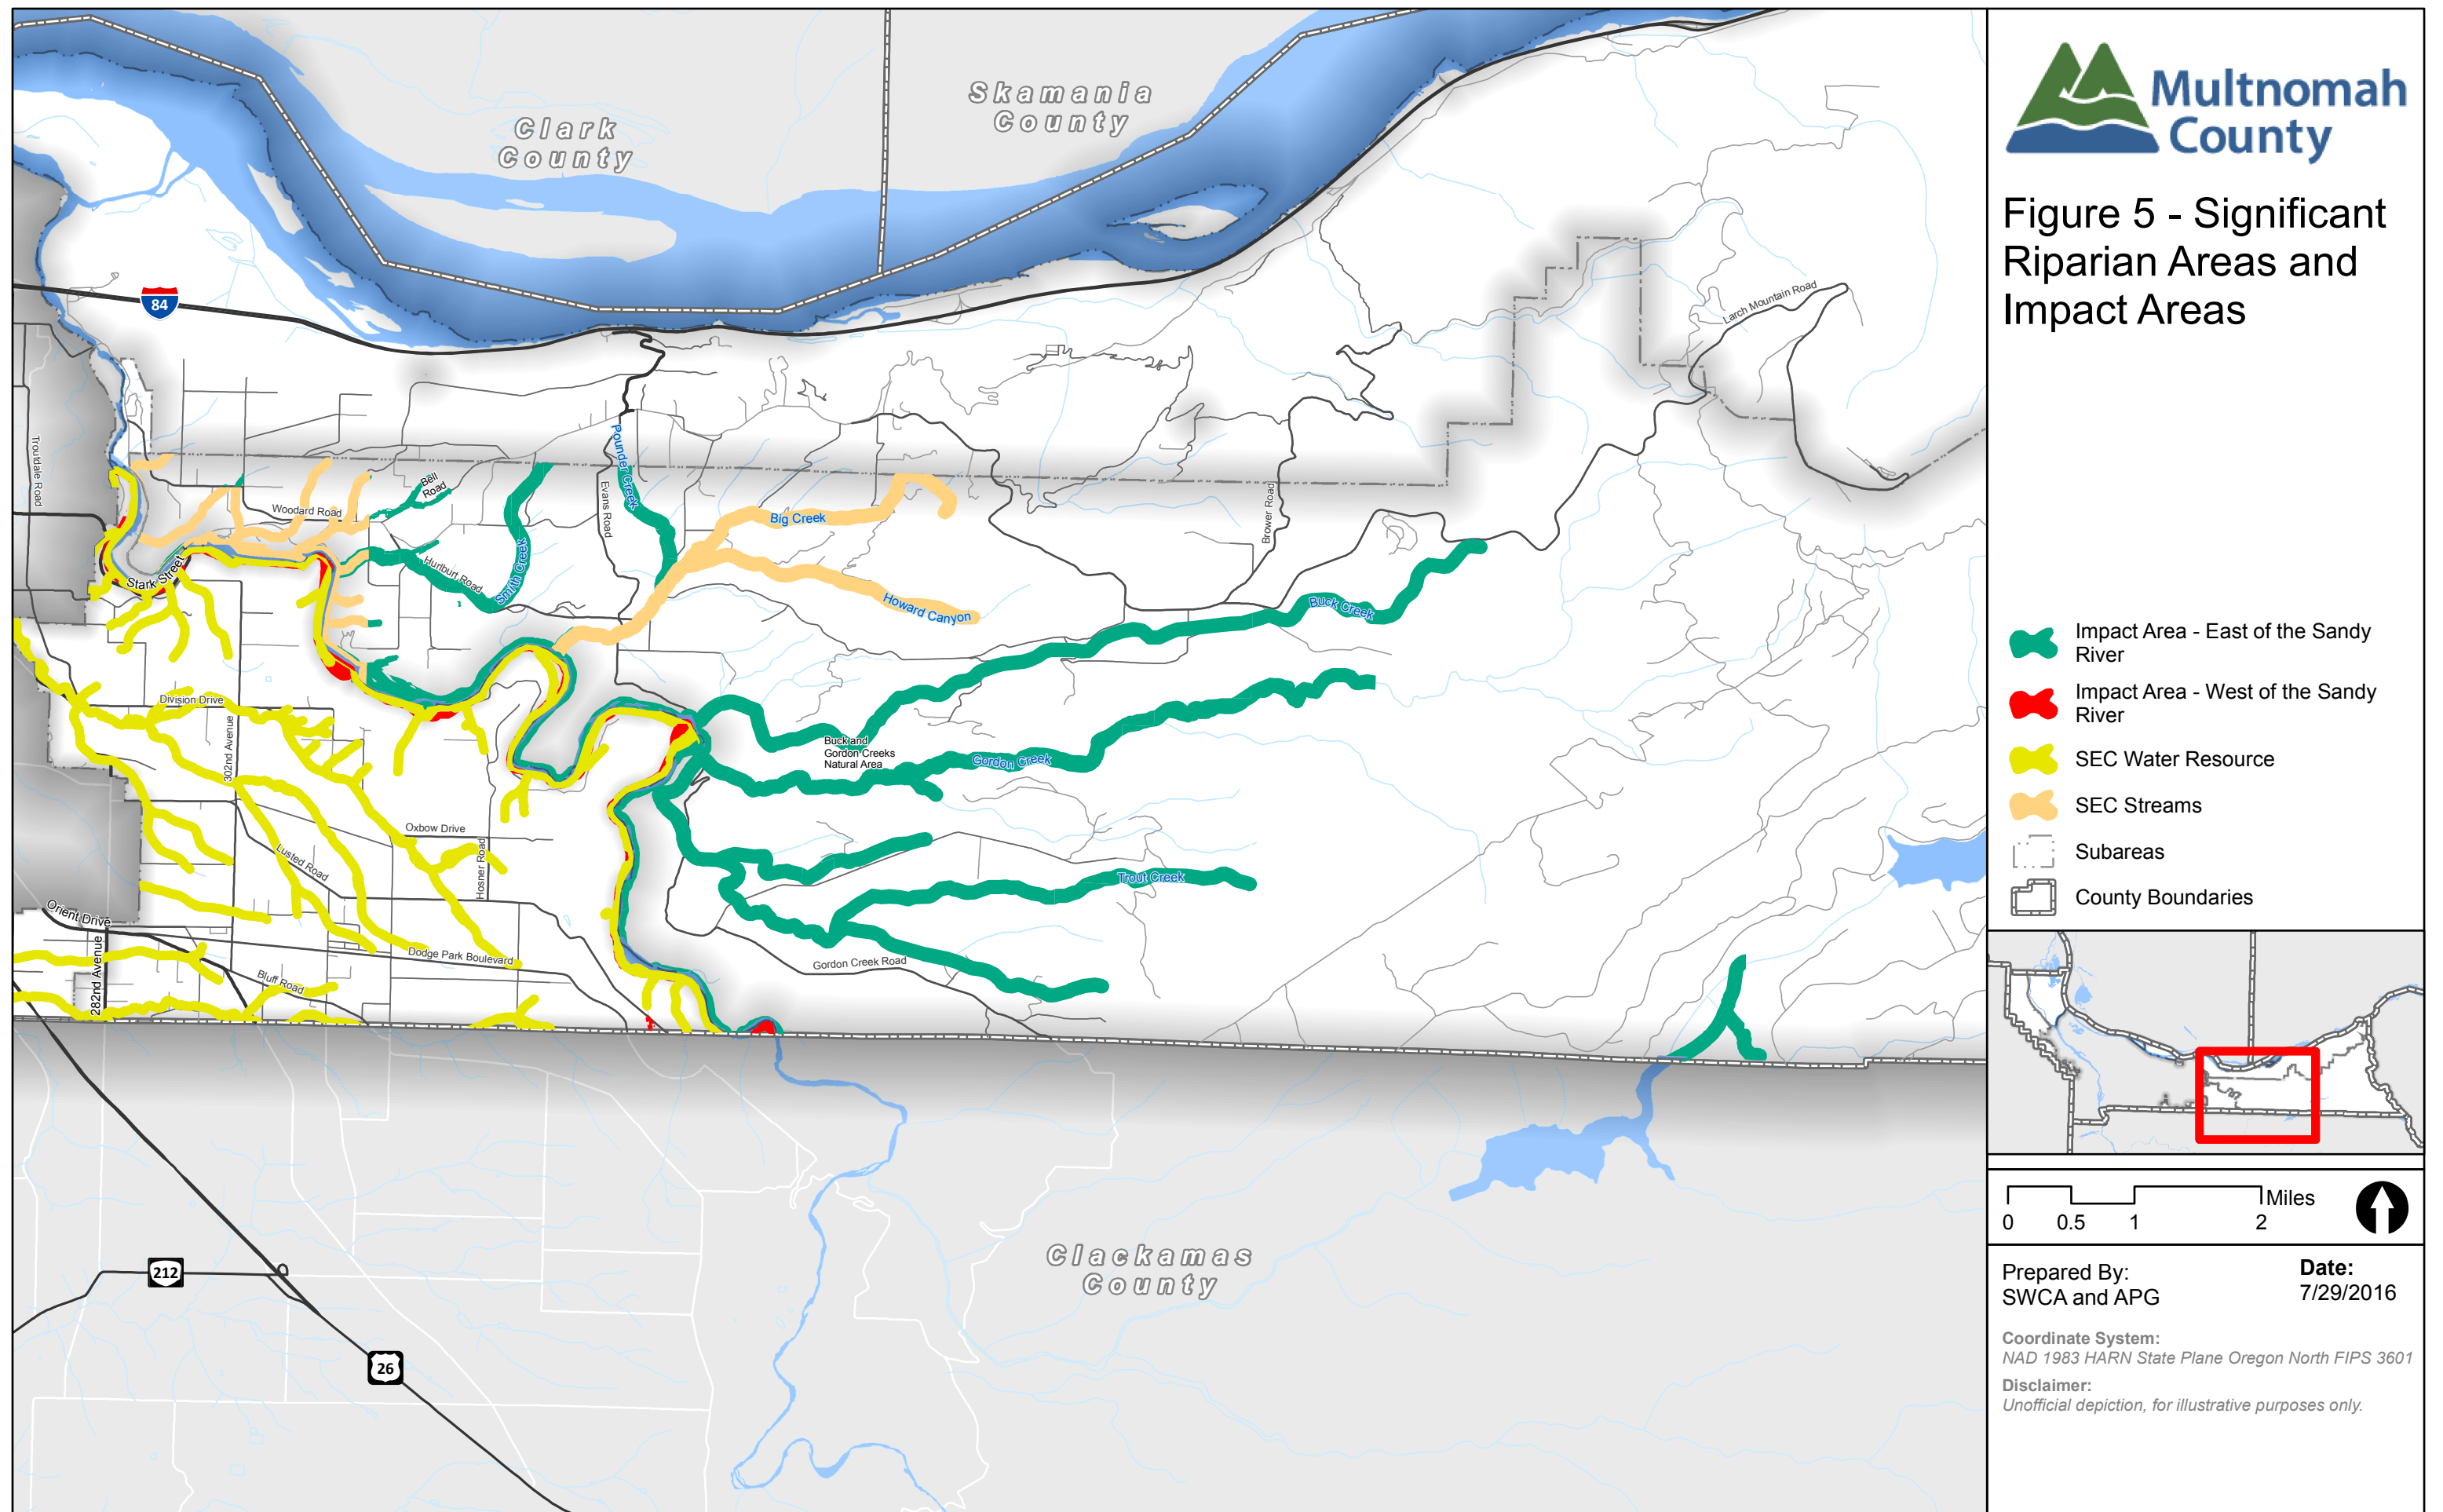 Skamania
County
Clark
County
84
Larch Mountain Road
Troutdale Road
Pounder Creek
Bell
Road
Evans Road
Woodard Road
Big Creek
Brower Road
Smith Creek
Hurlburt Road
Stark Street
Howard Canyon
Buck Creek
Division Drive
302nd Avenue
Buck and
Gordon Creeks
Natural Area
Gordon Creek
Oxbow Drive
Hosner Road
Lusted Road
Trout Creek
Orient Drive
282nd Avenue
Dodge Park Boulevard
Gordon Creek Road
Bluff Road
Clackamas
County
212
26
Multnomah
County
Figure 5 - Significant
Riparian Areas and
Impact Areas
Impact Area - East of the Sandy
River
Impact Area - West of the Sandy
River
SEC Water Resource
SEC Streams
Subareas
County Boundaries
Miles
0 0.5 1 2
Prepared By:
SWCA and APG
Date:
7/29/2016
Coordinate System:
NAD 1983 HARN State Plane Oregon North FIPS 3601
Disclaimer:
Unofficial depiction, for illustrative purposes only.